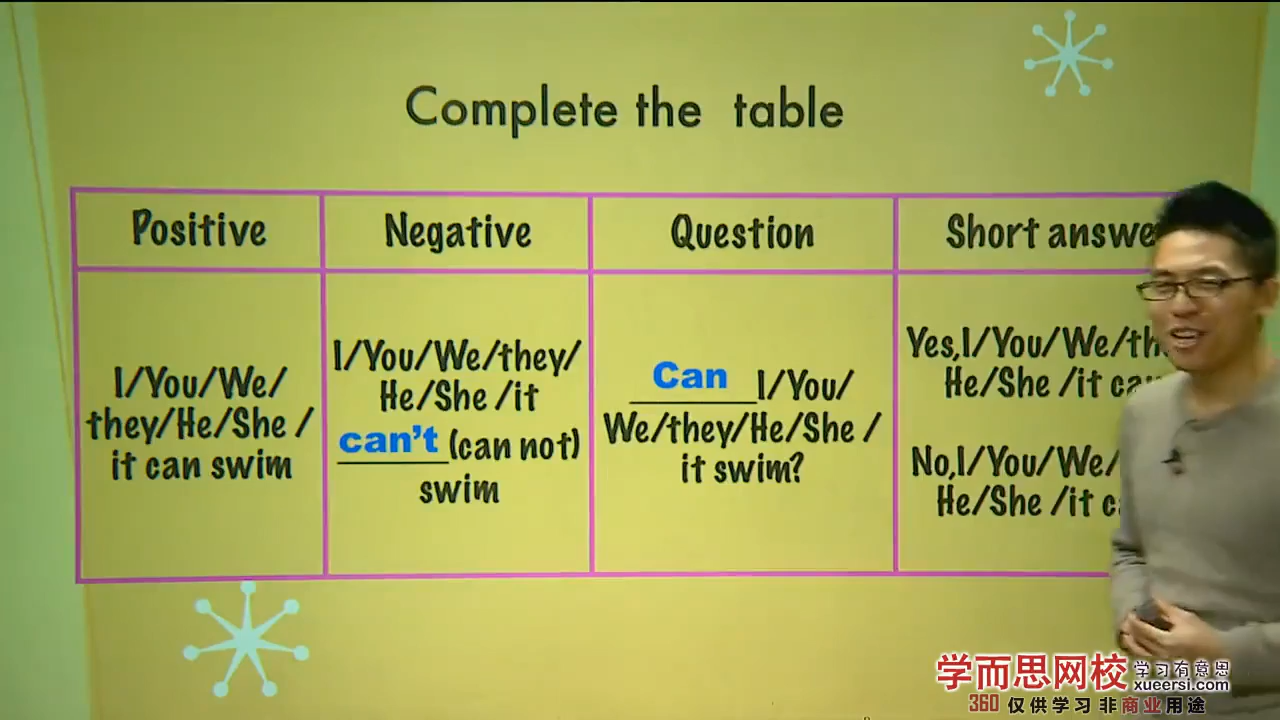 Complete the table
Positive
Negative
Question
Short
I/You/We/
they/He/She /
it can swim
I/You/We/they/
He/She /it
can't (can not)
swim
Can I/You/
We/they/He/She /
it swim?
Yes,I/You/We/
He/She /it
No,I/You/We/
He/She /it
学而思网校
学习有意思
xueersi.com
360 仅供学习 非商业用途